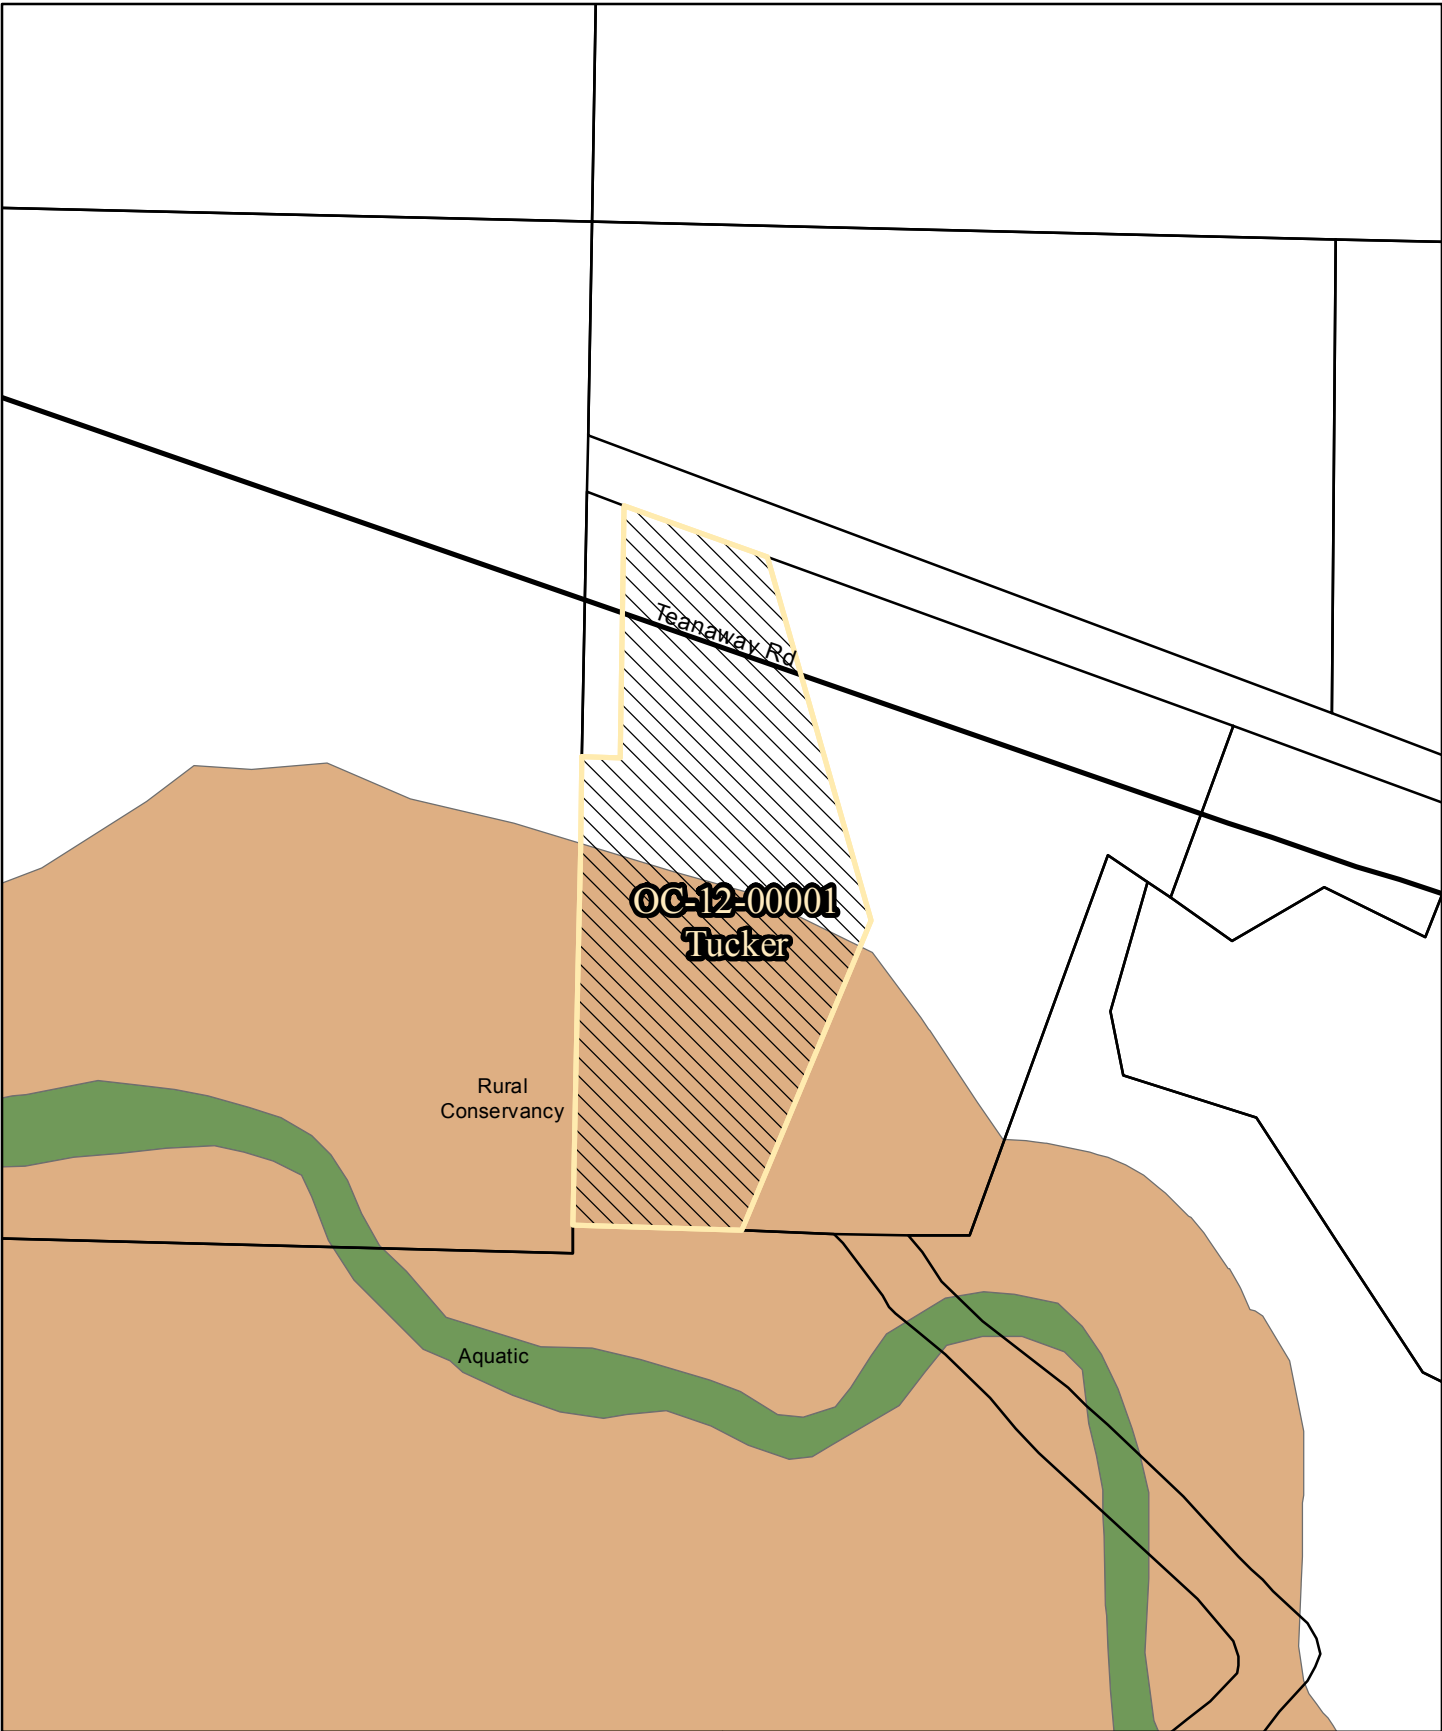 Teanaway Rd
OC-12-00001
Tucker
Rural
Conservancy
Aquatic